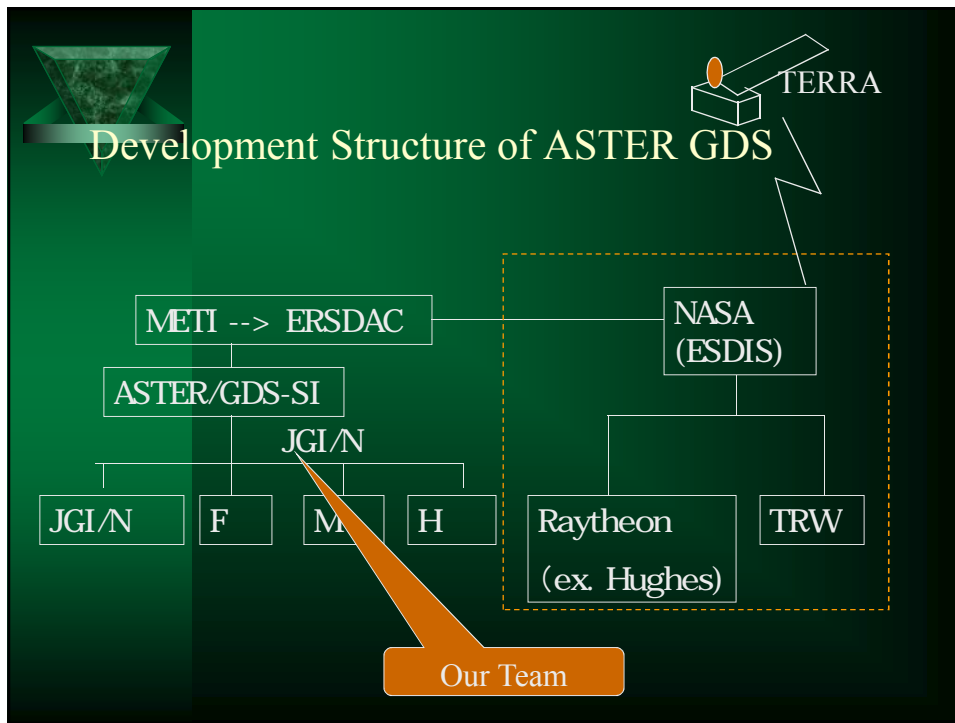 TERRA
Development Structure of ASTER GDS
METI --> ERSDAC
NASA
(ESDIS)
ASTER/GDS-SI
JGI/N
JGI/N
F
M
H
Raytheon
(ex. Hughes)
TRW
Our Team